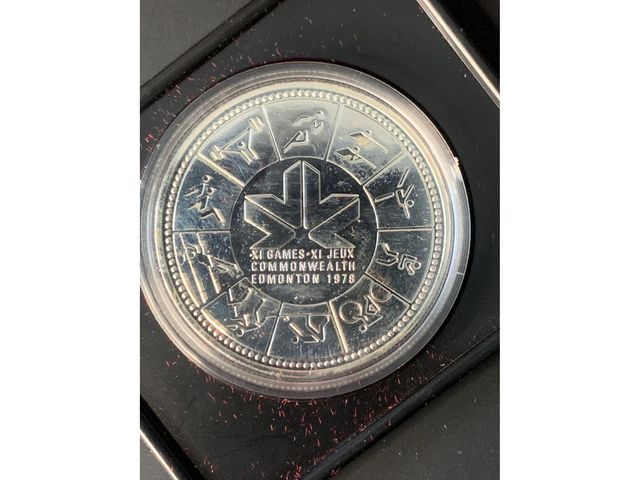 XI GAMES•XI JEUX
COMMONWEALTH
EDMONTON 1978